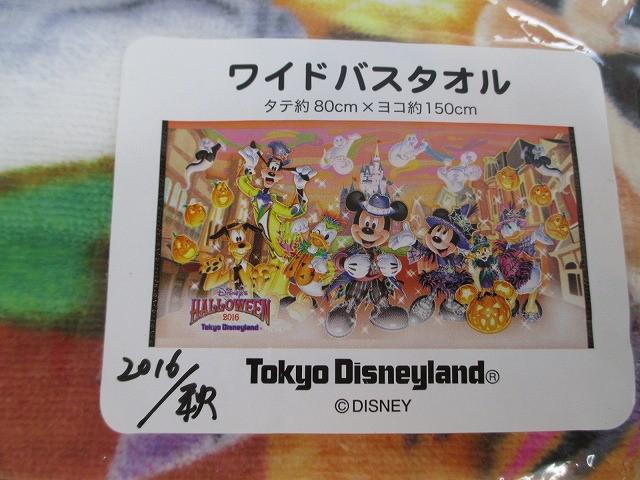 ワイドバスタオル
タテ約80cm×ヨコ約150cm
Disney's
HALLOWEEN
2016
Tokyo Disneyland
2016/秋
Tokyo Disneyland®
©DISNEY